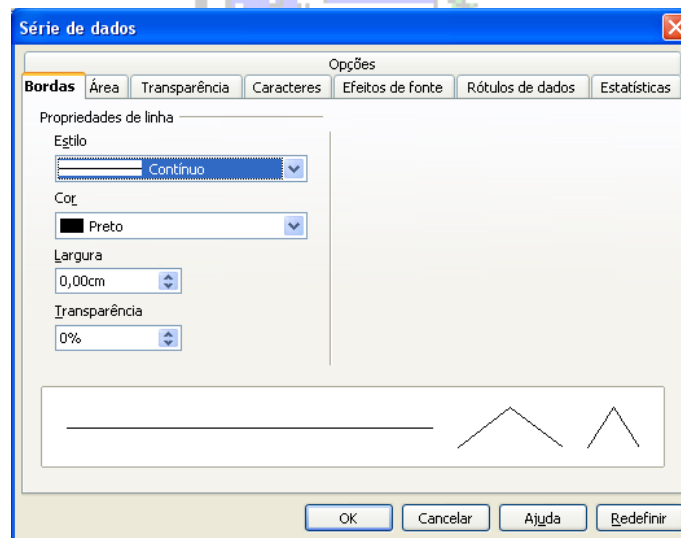 Série de dados
Opções
Bordas Área Transparência Caracteres Efeitos de fonte Rótulos de dados Estatísticas
Propriedades de linha
Estilo
Contínuo
Cor
Preto
Largura
0,00cm
Transparência
0%
OK Cancelar Ajuda Redefinir